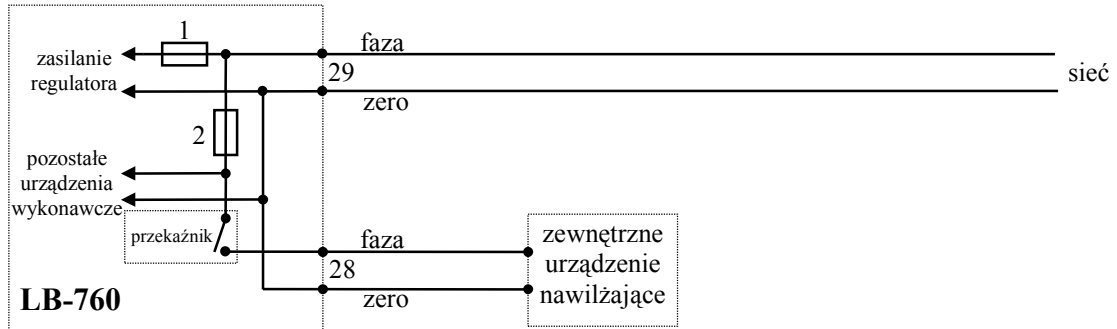 1
faza
zasilanie
regulatora
29
sieć
zero
2
pozostałe
urządzenia
wykonawcze
przekaźnik
faza
zewnętrzne
urządzenie
nawilżające
28
zero
LB-760